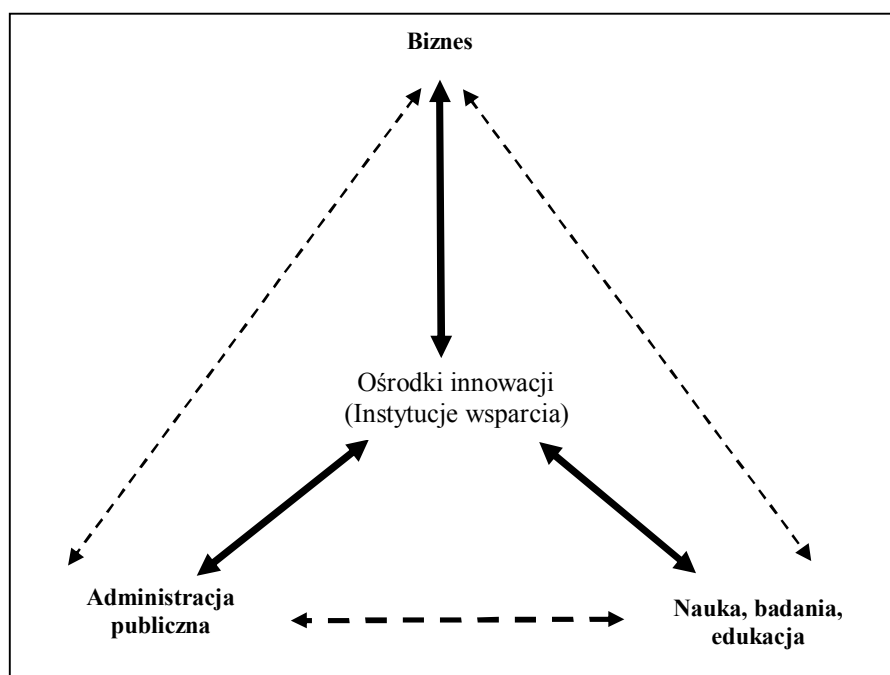 Biznes
Ośrodki innowacji
(Instytucje wsparcia)
Administracja
publiczna
Nauka, badania,
edukacja